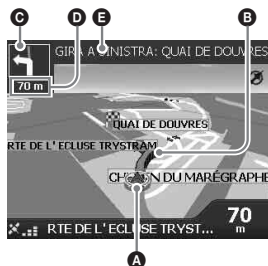 C D E B
GIRA A SINISTRA: QUAI DE DOUVRES
70 m
QUAI DE DOUVRES
RTE DE L'ECLUSE TRYSTRAM
CHEMIN DU MARÉGRAPHE
RTE DE L'ECLUSE TRYST...
70
m
A